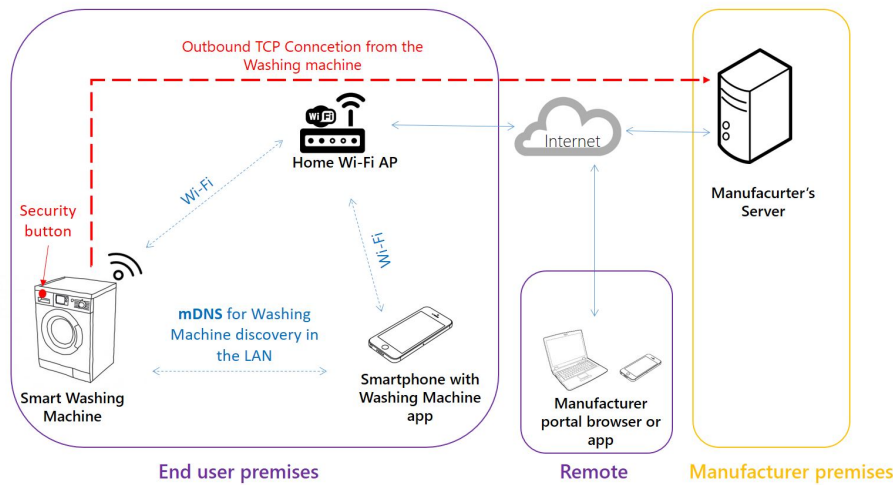 Outbound TCP Conncetion from the
Washing machine
Wi Fi
Home Wi-Fi AP
Internet
Manufacurter's
Server
Wi-Fi
Wi-Fi
Security
button
mDNS for Washing
Machine discovery in
the LAN
Smart Washing
Machine
Smartphone with
Washing Machine
app
Manufacturer
portal browser or
app
End user premises
Remote
Manufacturer premises